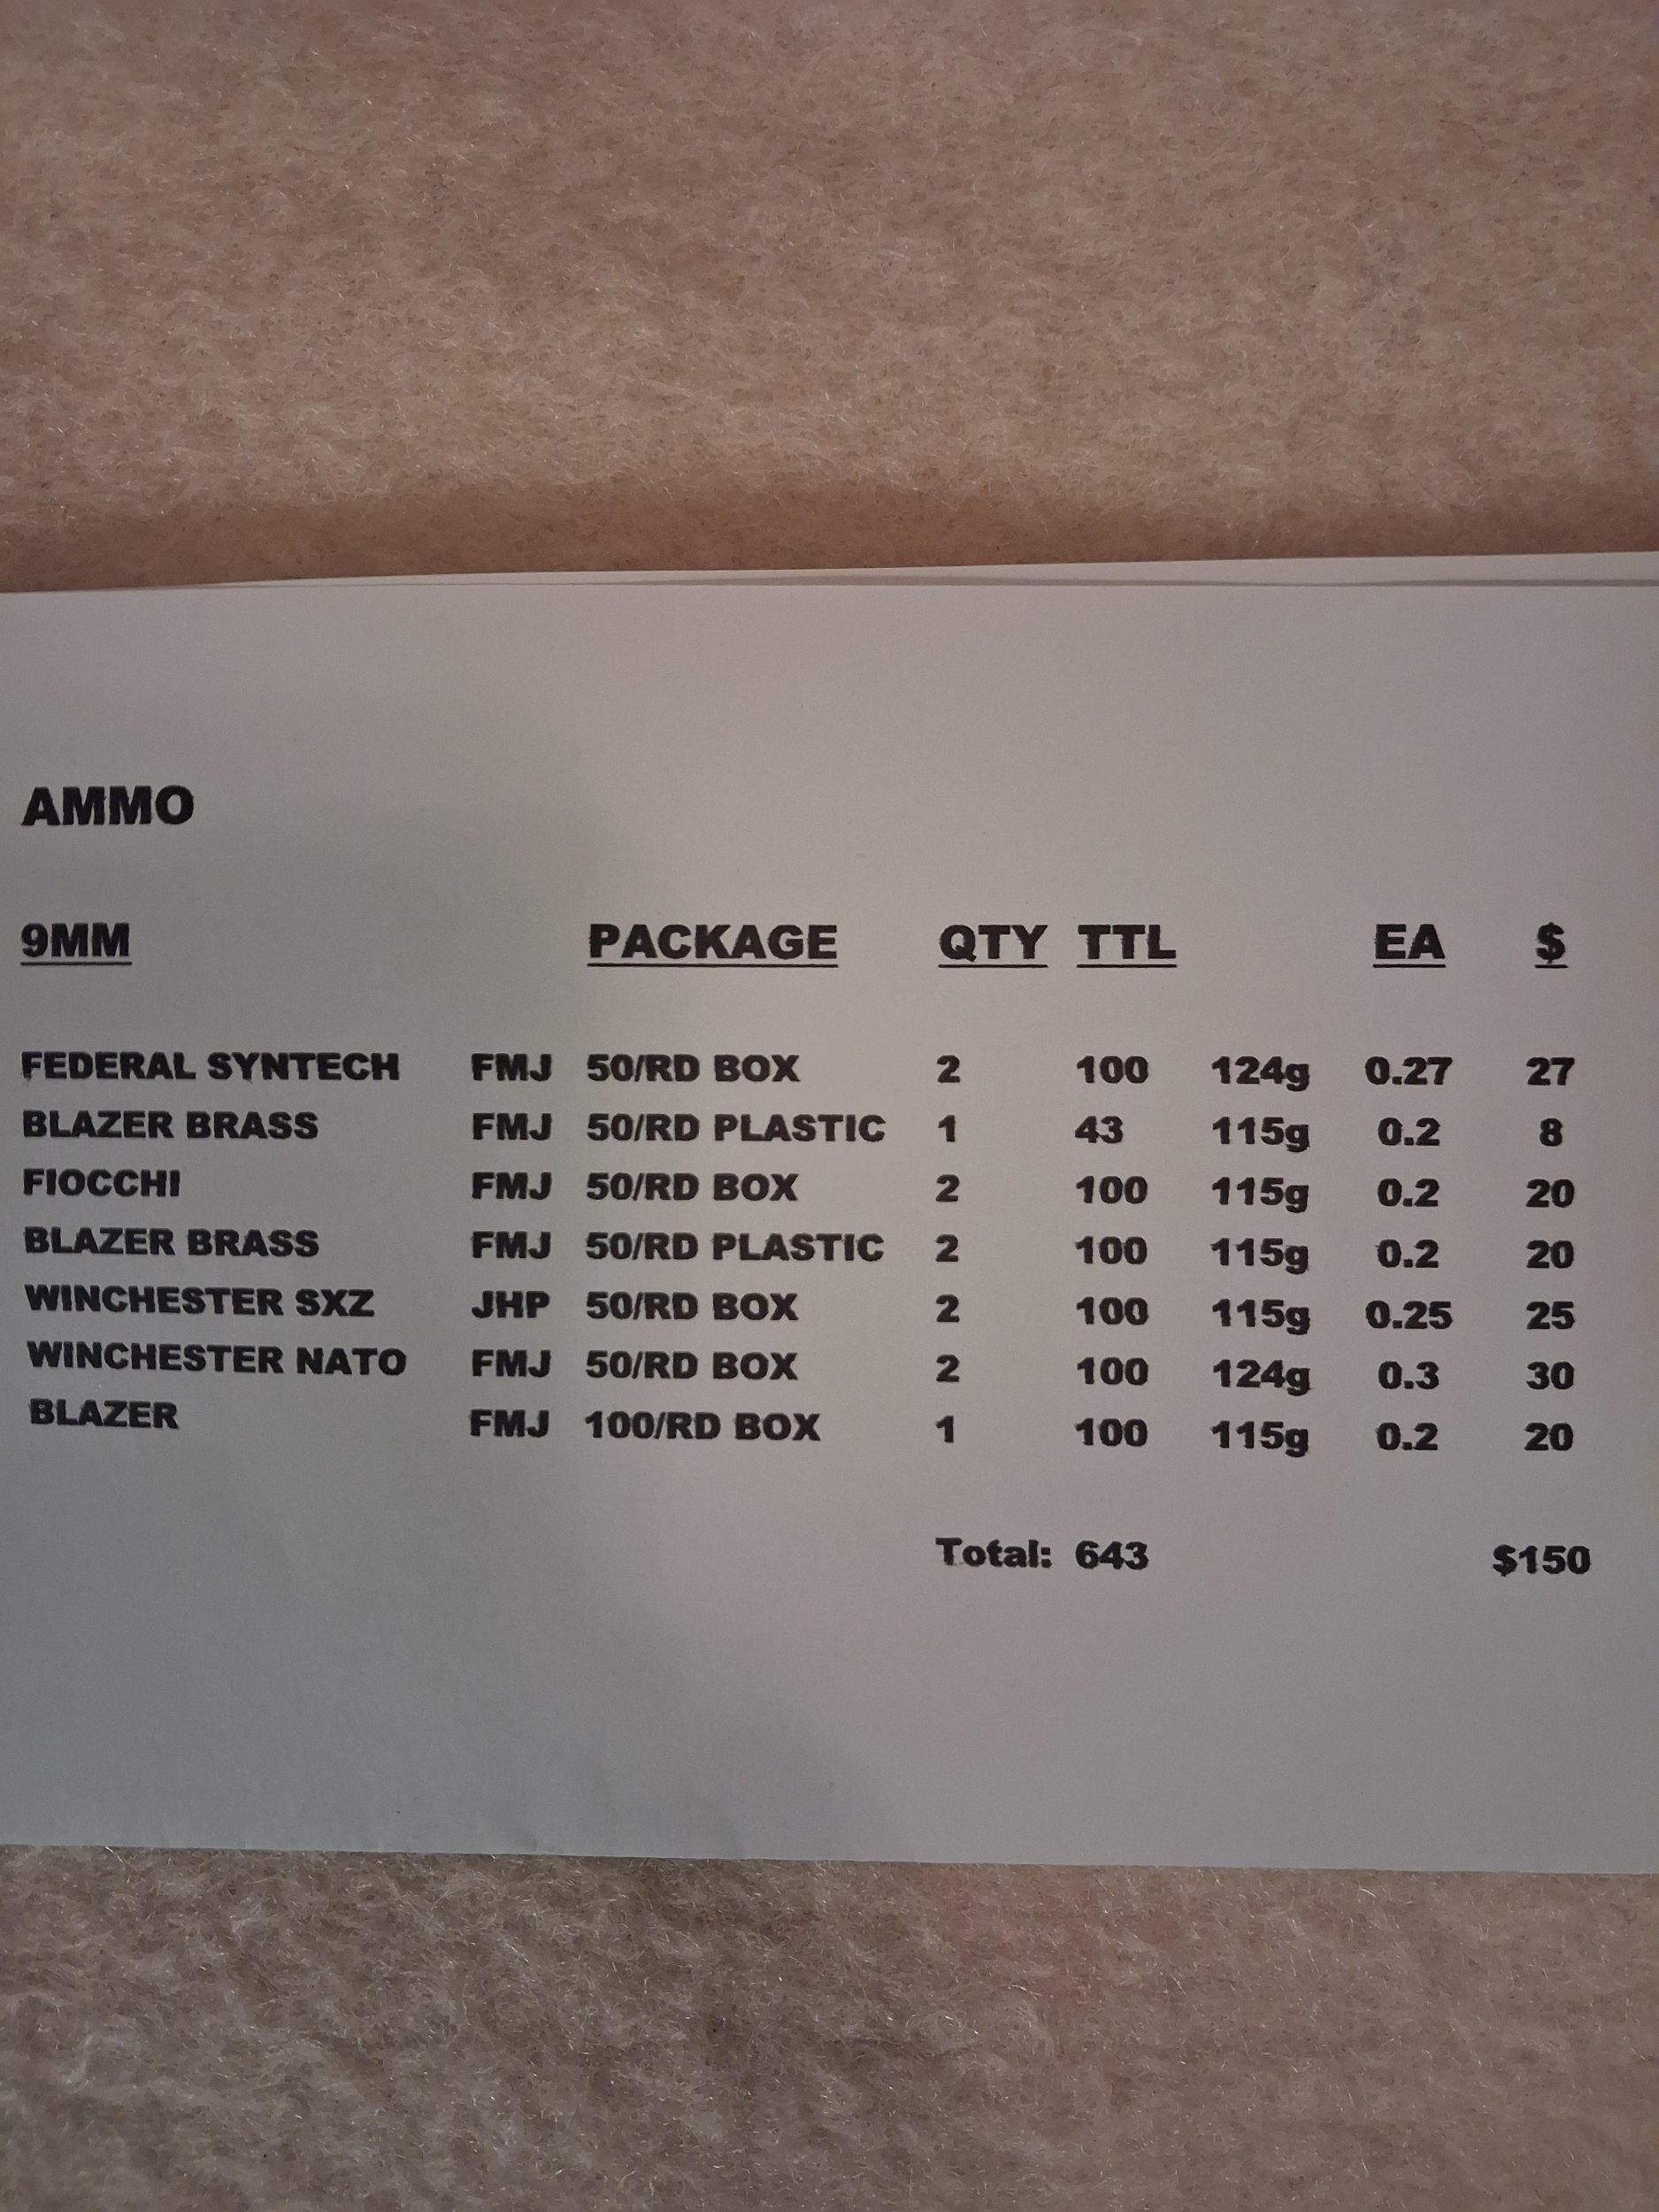 AMMO
9MM PACKAGE QTY TTL EA $
FEDERAL SYNTECH FMJ 50/RD BOX 2 100 124g 0.27 27
BLAZER BRASS FMJ 50/RD PLASTIC 1 43 115g 0.2 8
FIOCCHI FMJ 50/RD BOX 2 100 115g 0.2 20
BLAZER BRASS FMJ 50/RD PLASTIC 2 100 115g 0.2 20
WINCHESTER SXZ JHP 50/RD BOX 2 100 115g 0.25 25
WINCHESTER NATO FMJ 50/RD BOX 2 100 124g 0.3 30
BLAZER FMJ 100/RD BOX 1 100 115g 0.2 20
Total: 643 $150